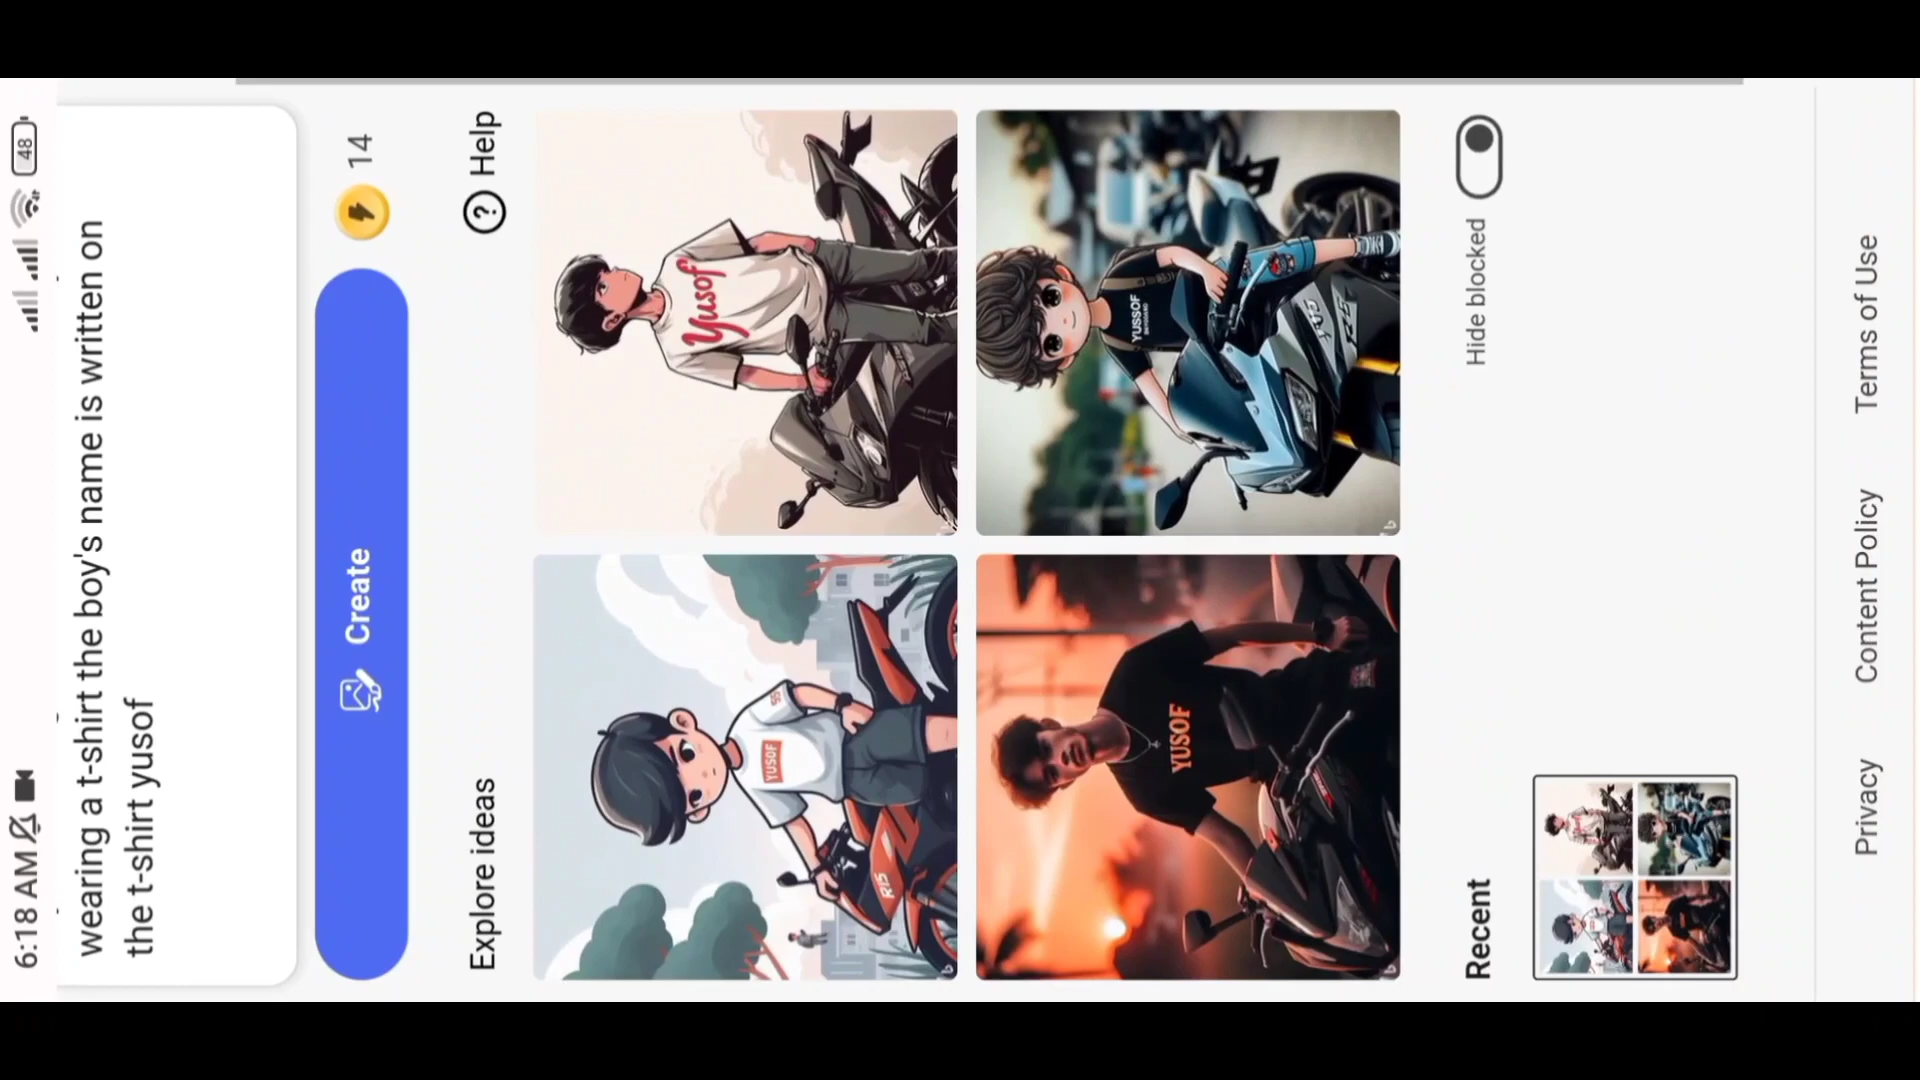 6:18 AM
48
wearing a t-shirt the boy's name is written on
the t-shirt yusof
Create
14
Explore ideas
Help
YUSOF
R15
Yusof
YUSOF
YUSSOF
Recent
Hide blocked
Privacy
Content Policy
Terms of Use